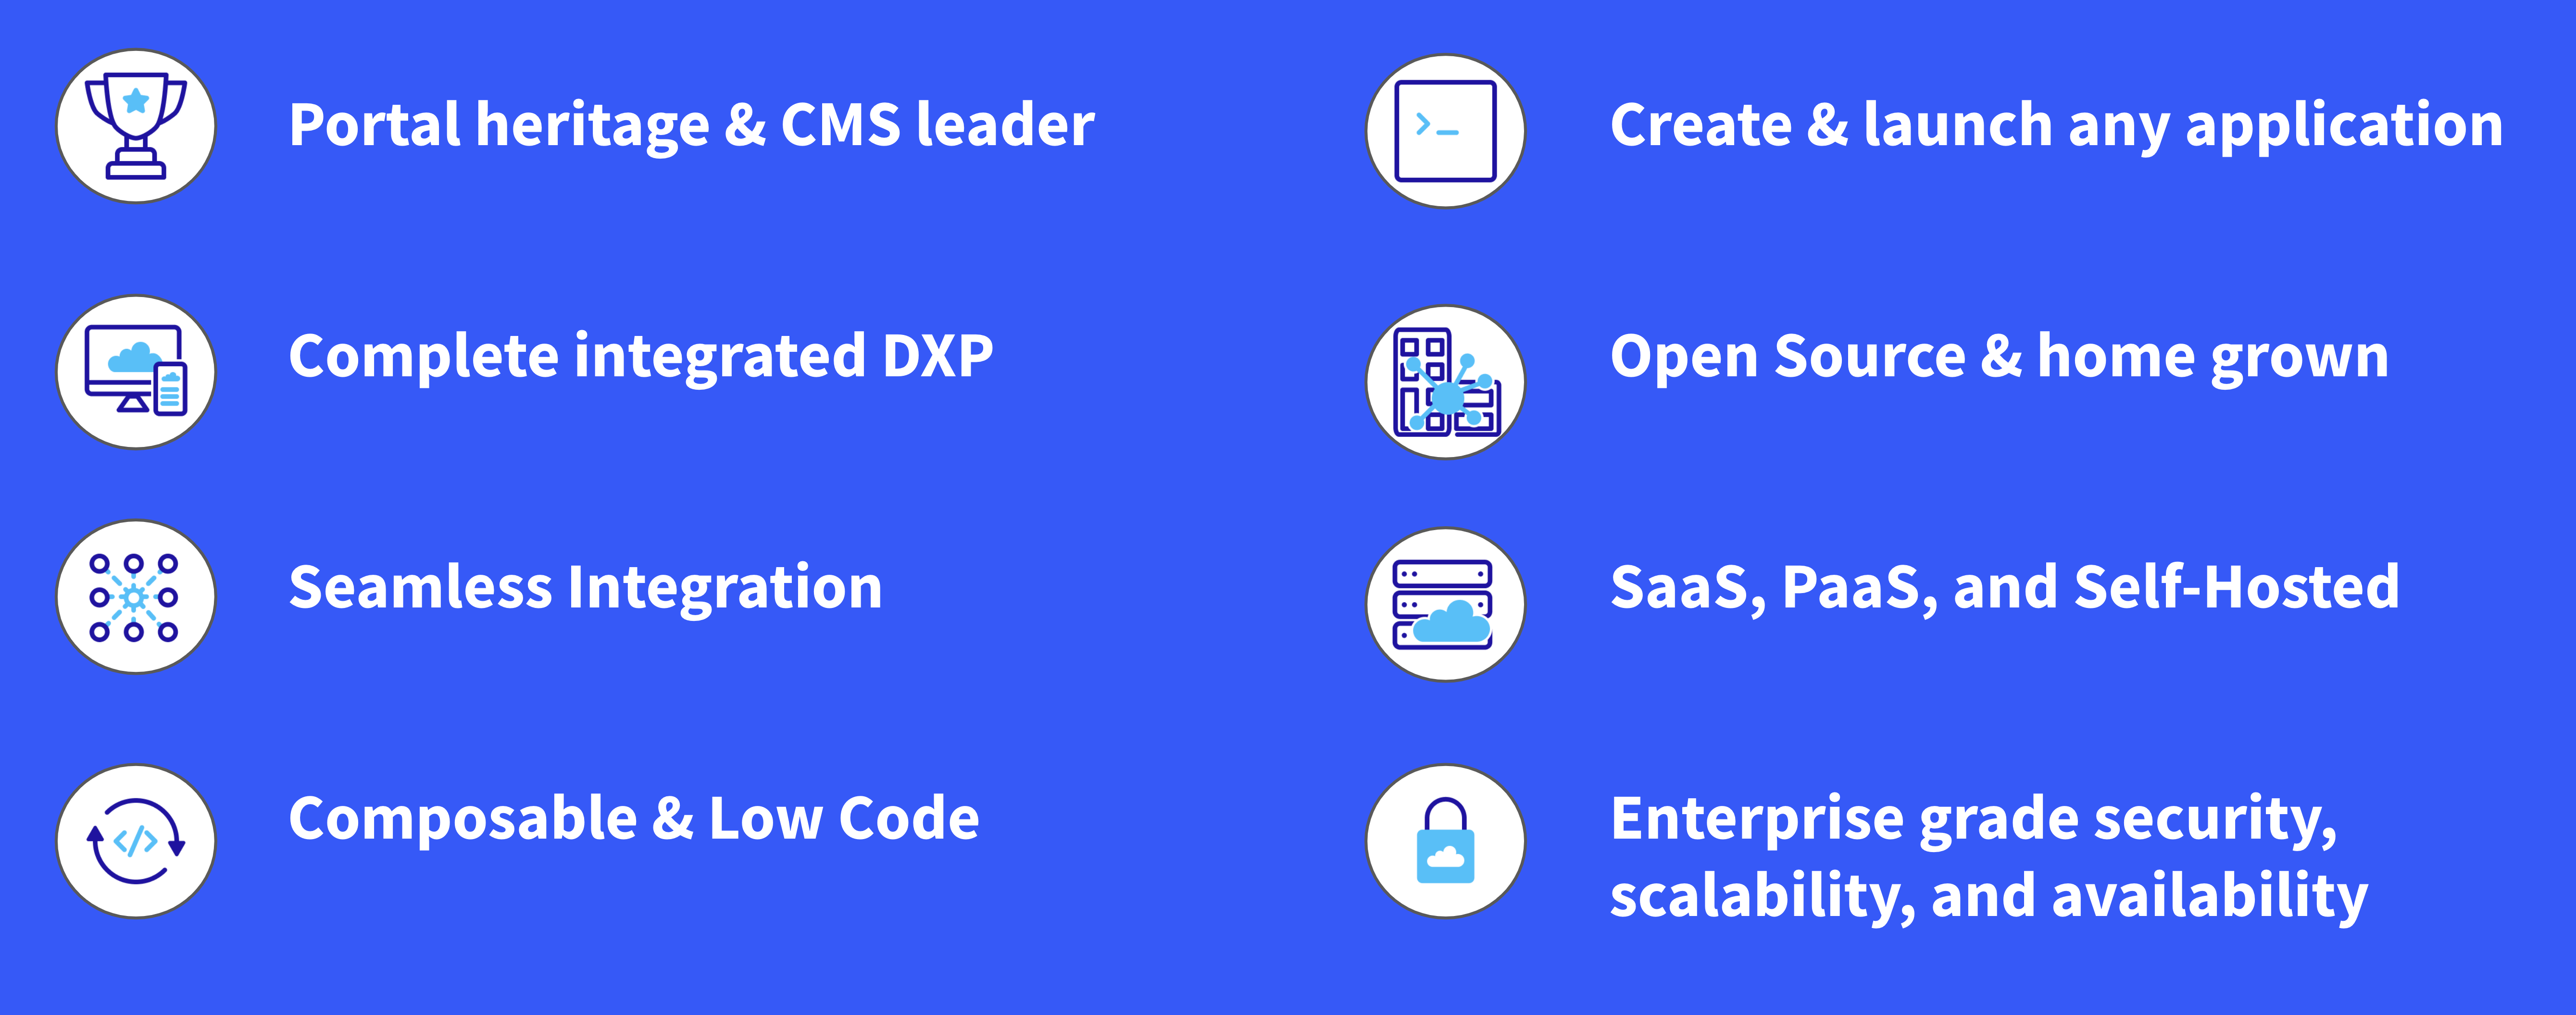 Portal heritage & CMS leader
Complete integrated DXP
Seamless Integration
Composable & Low Code
Create & launch any application
Open Source & home grown
SaaS, PaaS, and Self-Hosted
Enterprise grade security,
scalability, and availability